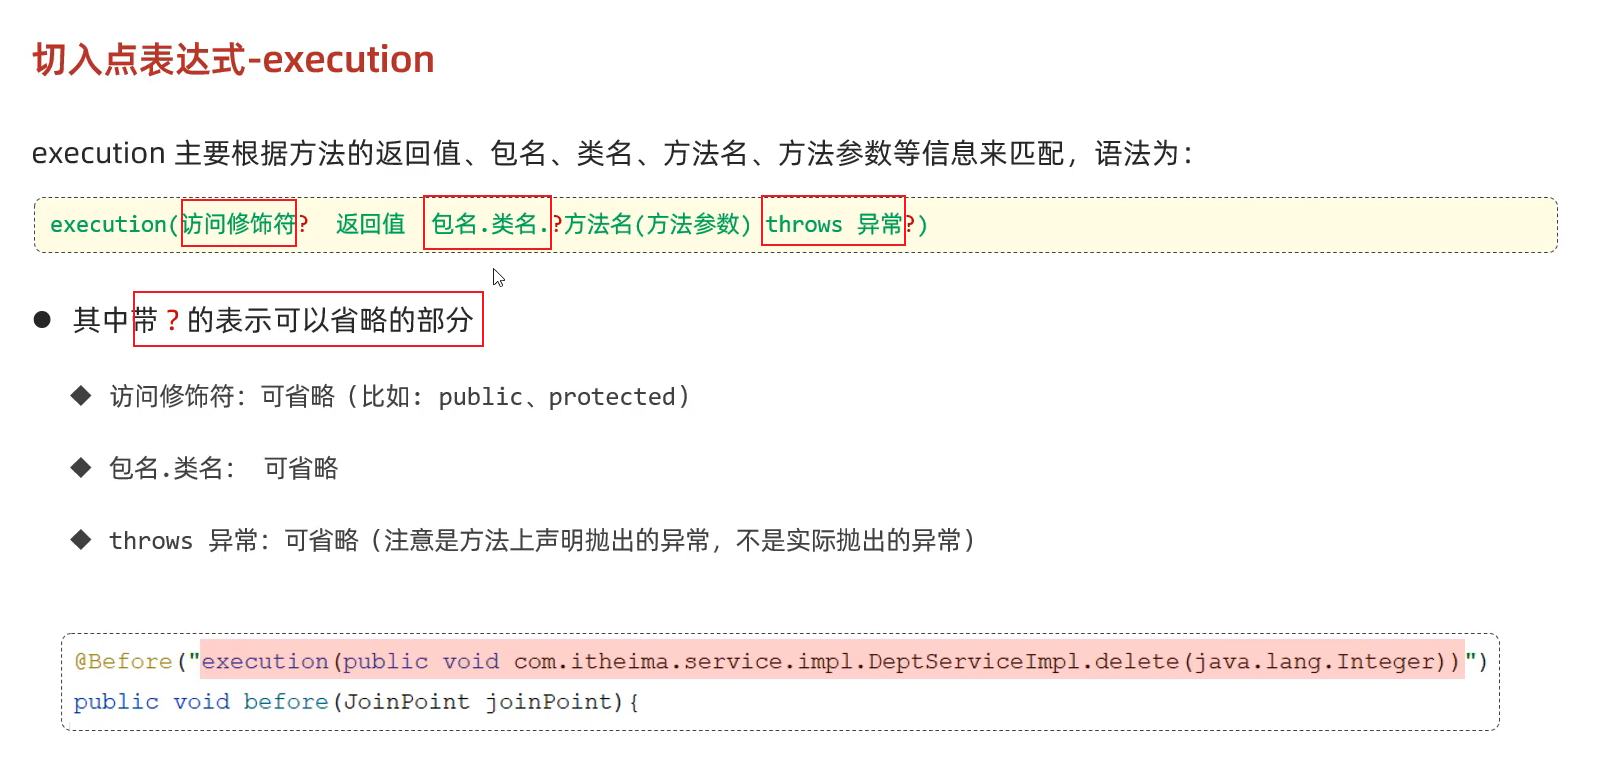 切入点表达式-execution
execution 主要根据方法的返回值、包名、类名、方法名、方法参数等信息来匹配，语法为：
execution(访问修饰符?  返回值  包名.类名.?方法名(方法参数) throws 异常?)
● 其中带 ? 的表示可以省略的部分
◆ 访问修饰符：可省略（比如: public、protected）
◆ 包名.类名： 可省略
◆ throws 异常：可省略（注意是方法上声明抛出的异常，不是实际抛出的异常）
@Before("execution(public void com.itheima.service.impl.DeptServiceImpl.delete(java.lang.Integer))")
public void before(JoinPoint joinPoint){